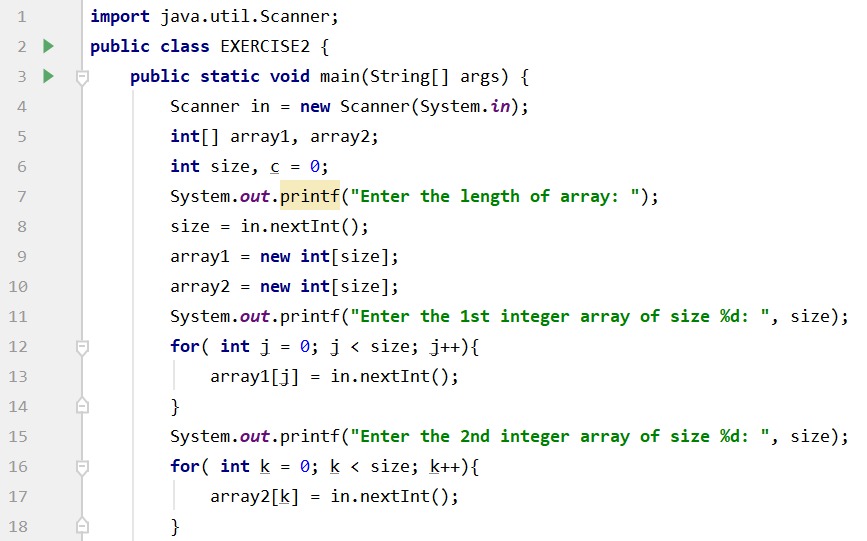 1 import java.util.Scanner;
2 public class EXERCISE2 {
3 public static void main(String[] args) {
4 Scanner in = new Scanner(System.in);
5 int[] array1, array2;
6 int size, c = 0;
7 System.out.printf("Enter the length of array: ");
8 size = in.nextInt();
9 array1 = new int[size];
10 array2 = new int[size];
11 System.out.printf("Enter the 1st integer array of size %d: ", size);
12 for( int j = 0; j < size; j++){
13 array1[j] = in.nextInt();
14 }
15 System.out.printf("Enter the 2nd integer array of size %d: ", size);
16 for( int k = 0; k < size; k++){
17 array2[k] = in.nextInt();
18 }